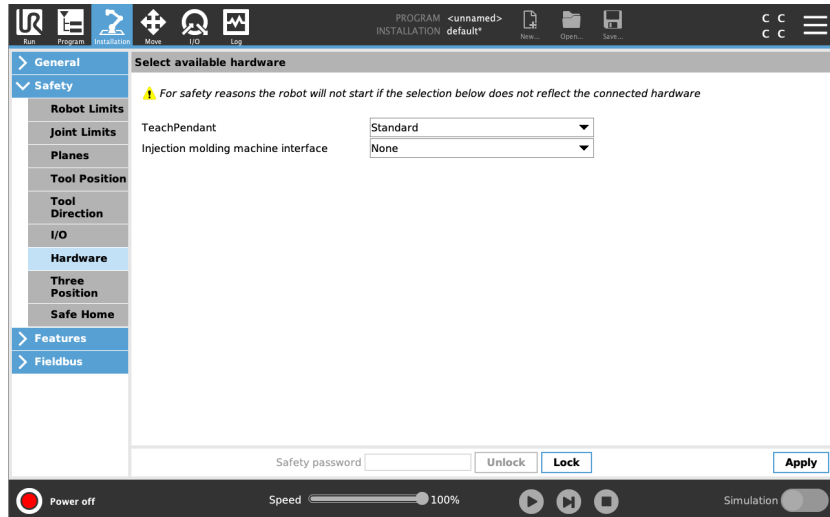 UR
PROGRAM <unnamed>
INSTALLATION default*
Run Program Installation Move I/O Log New... Open... Save...
C C
C C
General
Select available hardware
Safety
For safety reasons the robot will not start if the selection below does not reflect the connected hardware
Robot Limits
Joint Limits
Planes
Tool Position
Tool
Direction
I/O
Hardware
Three
Position
Safe Home
Features
Fieldbus
TeachPendant Standard
Injection molding machine interface None
Safety password Unlock Lock Apply
Power off Speed 100% Simulation